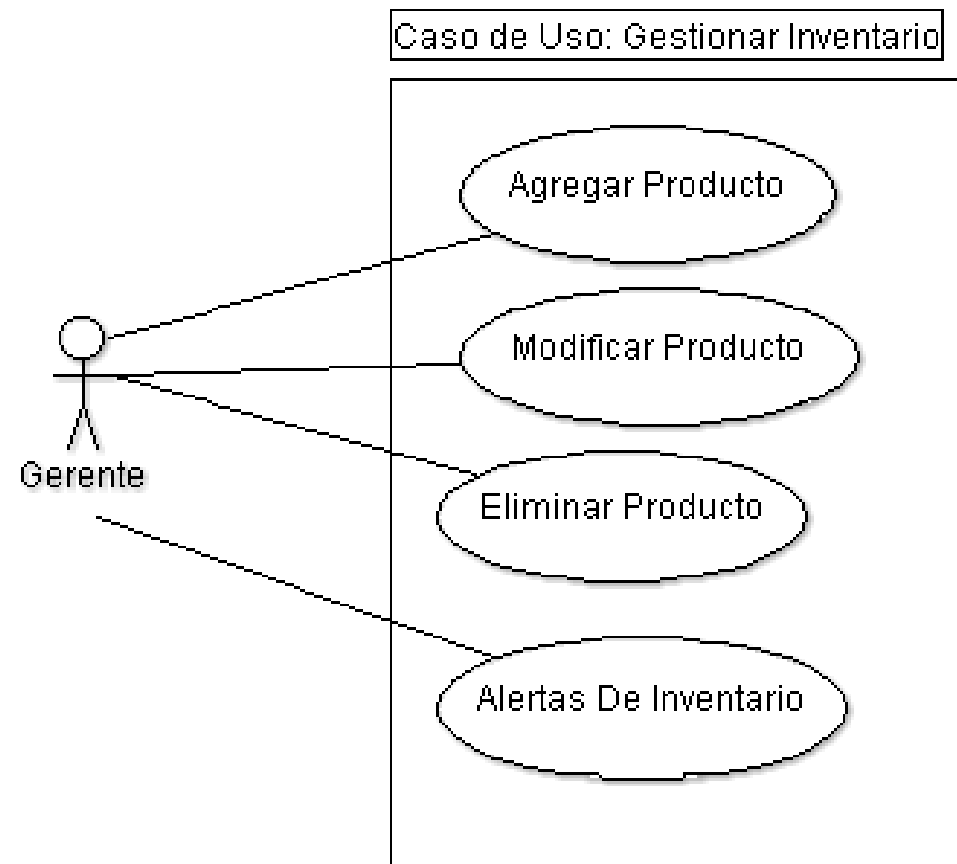 Caso de Uso: Gestionar Inventario
Agregar Producto
Modificar Producto
Gerente
Eliminar Producto
Alertas De Inventario